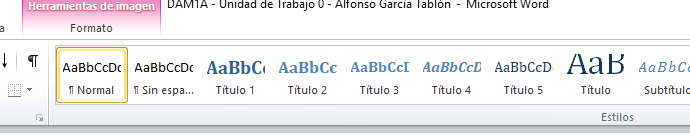 Herramientas de imagen DAM1A - Unidad de Trabajo 0 - Alfonso García Tablón - Microsoft Word
Formato
AaBbCcDc AaBbCcDc AaBbC AaBbCc AaBbCcI AaBbCcD AaBbCcD AaB AaBbCc
¶ Normal ¶ Sin espa... Título 1 Título 2 Título 3 Título 4 Título 5 Título Subtítulo
Estilos